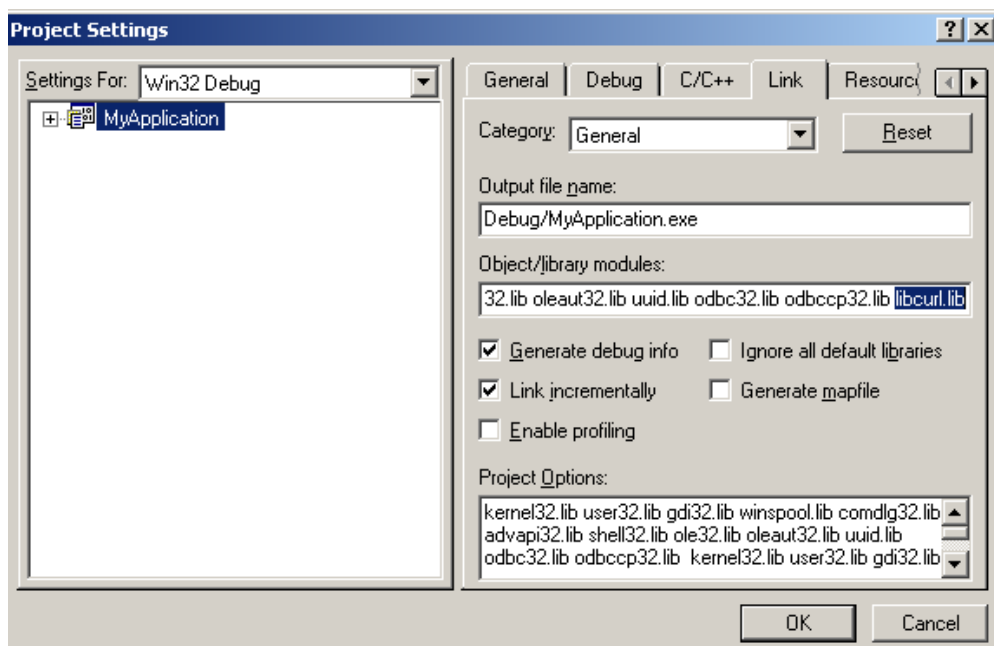 Project Settings
Settings For: Win32 Debug
MyApplication
General Debug C/C++ Link Resourc
Category: General Reset
Output file name:
Debug/MyApplication.exe
Object/library modules:
32.lib oleaut32.lib uuid.lib odbc32.lib odbccp32.lib libcurl.lib
Generate debug info Ignore all default libraries
Link incrementally Generate mapfile
Enable profiling
Project Options:
kernel32.lib user32.lib gdi32.lib winspool.lib comdlg32.lib
advapi32.lib shell32.lib ole32.lib oleaut32.lib uuid.lib
odbc32.lib odbccp32.lib kernel32.lib user32.lib gdi32.lib
OK Cancel